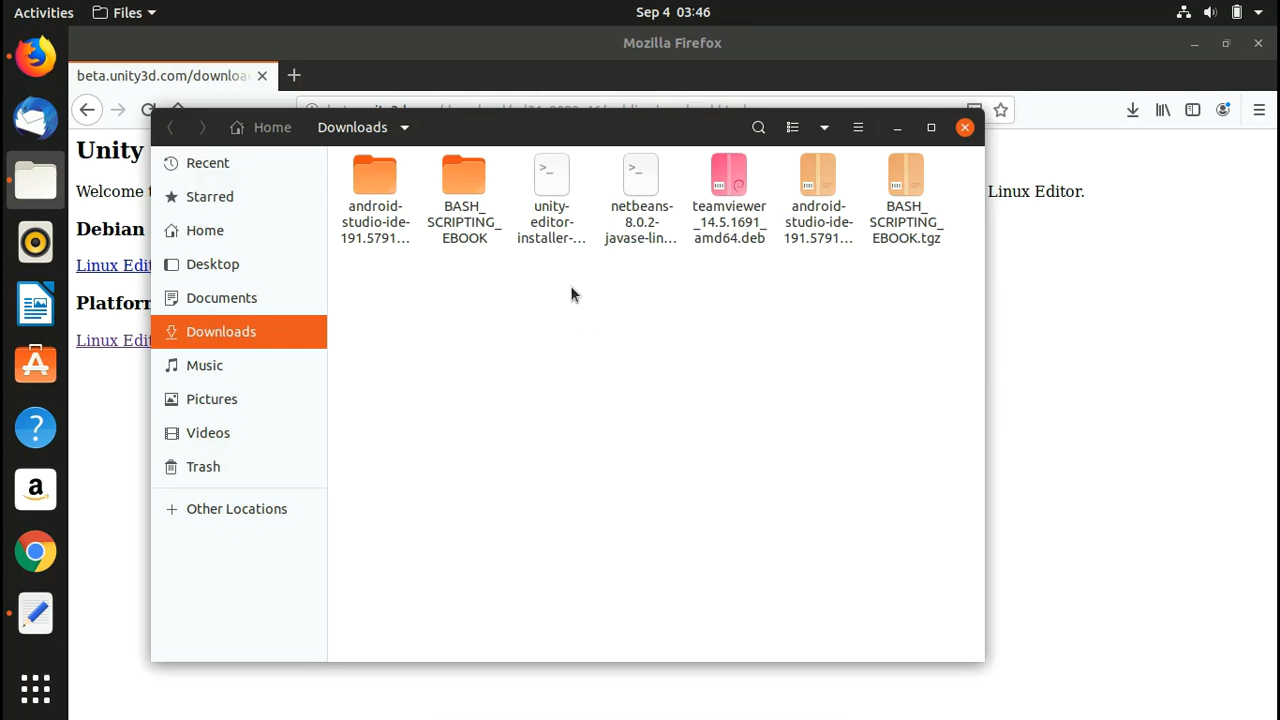 Activities
Files
Sep 4 03:46
Mozilla Firefox
beta.unity3d.com/downloa
Home
Downloads
Unity
Welcome
Linux Editor.
Debian
Linux Edi
Platfor
Linux Edi
Recent
Starred
Home
Desktop
Documents
Downloads
Music
Pictures
Videos
Trash
+ Other Locations
android-
studio-ide-
191.5791...
BASH_
SCRIPTING_
EBOOK
unity-
editor-
installer-...
netbeans-
8.0.2-
javase-lin...
teamviewer
_14.5.1691_
amd64.deb
android-
studio-ide-
191.5791...
BASH_
SCRIPTING_
EBOOK.tgz